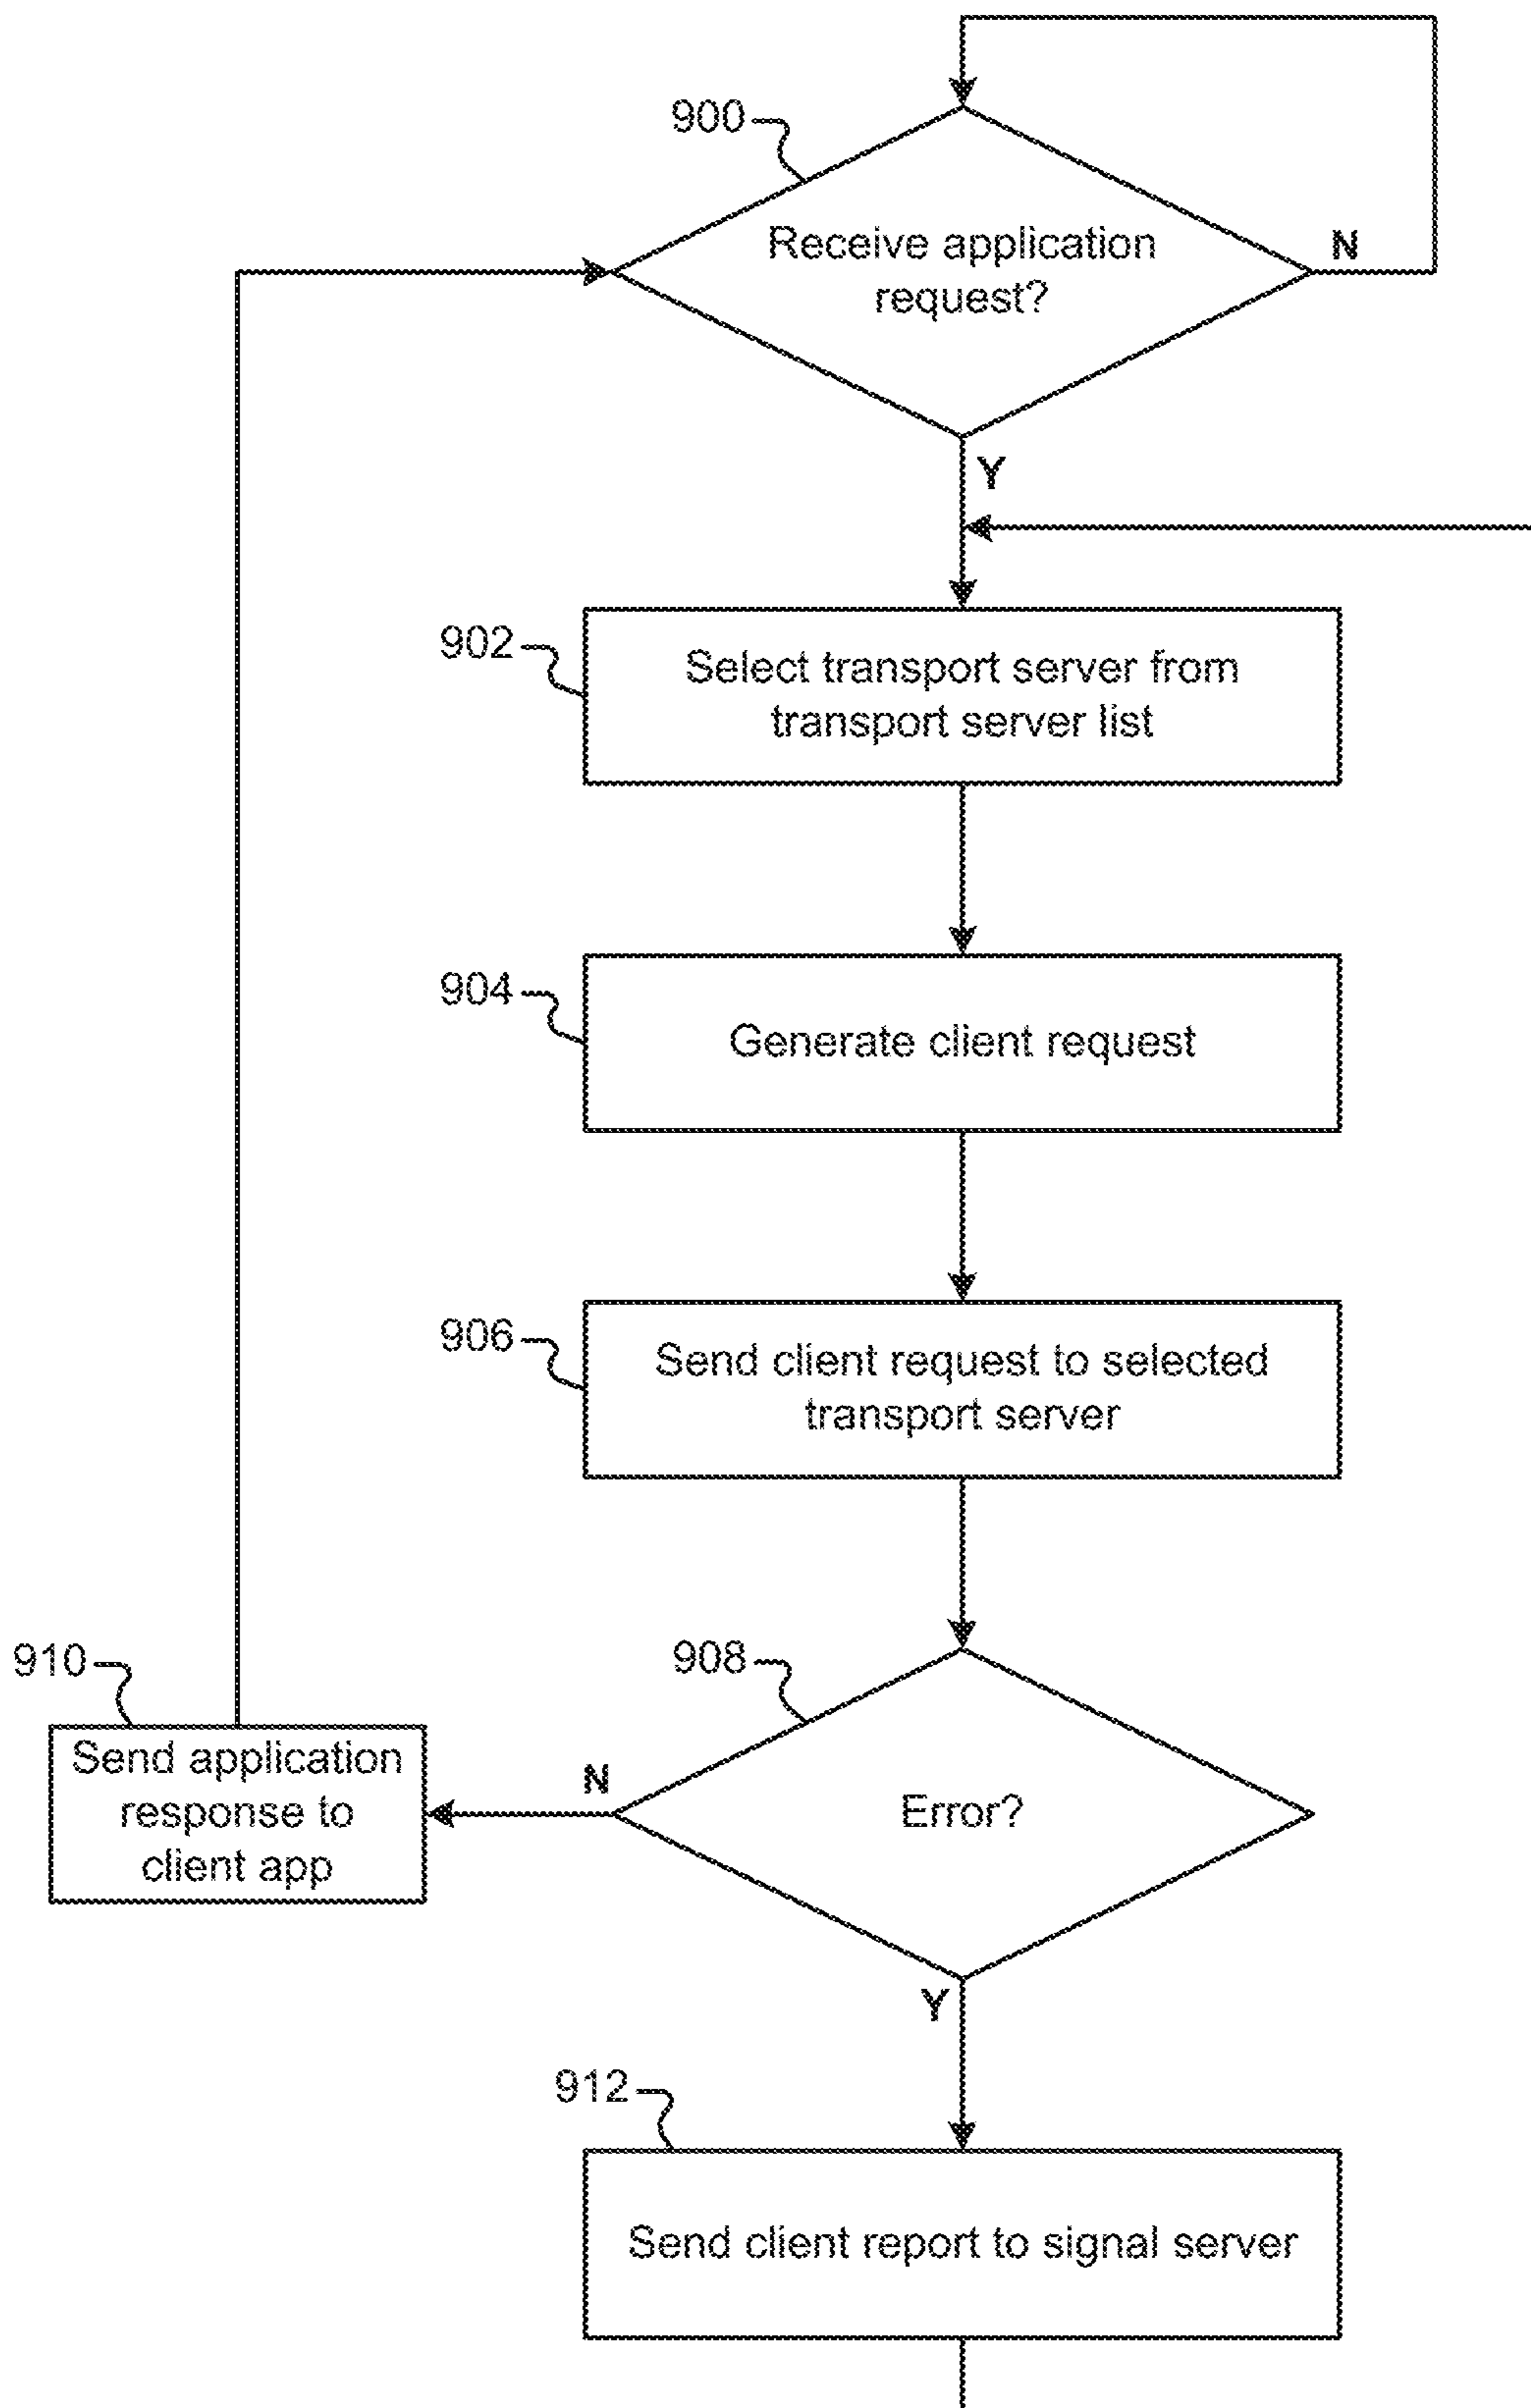 900
Receive application
request?
N
Y
902
Select transport server from
transport server list
904
Generate client request
906
Send client request to selected
transport server
908
Error?
N
910
Send application
response to
client app
Y
912
Send client report to signal server